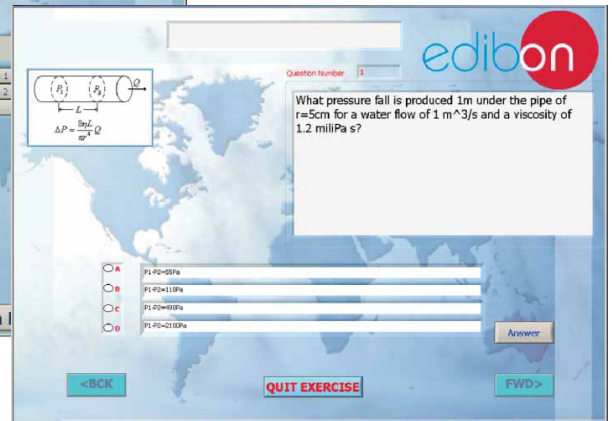 edibon
Question Number 1
P1 P2 Q
L
ΔP = 8ηL/πr^4 Q
What pressure fall is produced 1m under the pipe of
r=5cm for a water flow of 1 m^3/s and a viscosity of
1.2 miliPa s?
A P1-P2=55Pa
B P1-P2=110Pa
C P1-P2=490Pa
D P1-P2=2100Pa
Answer
<BCK
QUIT EXERCISE
FWD>
1
2